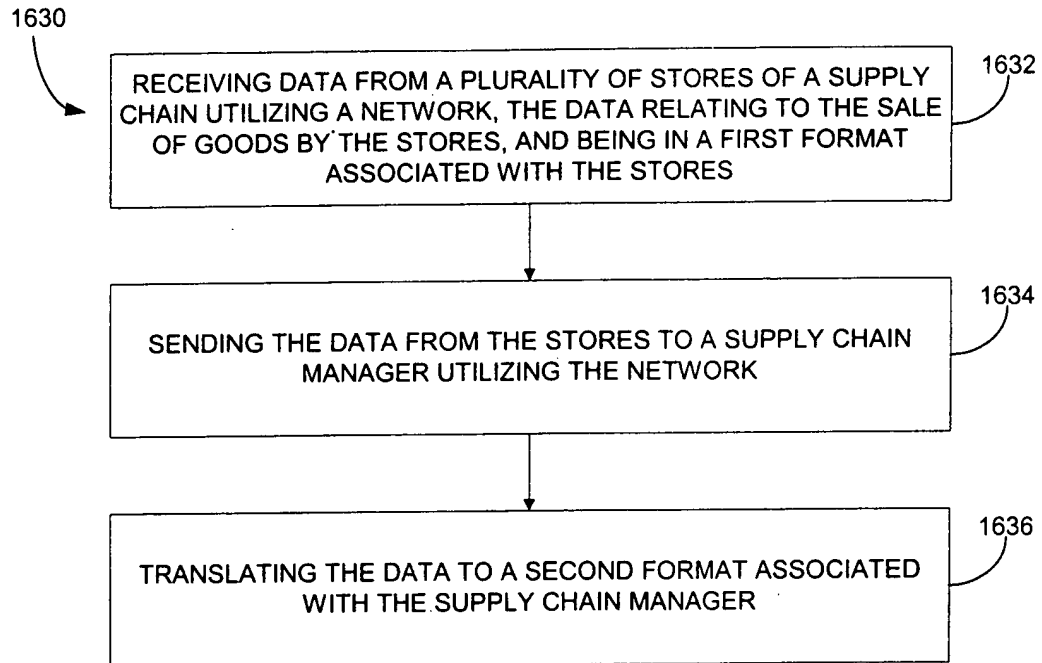 1630
RECEIVING DATA FROM A PLURALITY OF STORES OF A SUPPLY
CHAIN UTILIZING A NETWORK, THE DATA RELATING TO THE SALE
OF GOODS BY THE STORES, AND BEING IN A FIRST FORMAT
ASSOCIATED WITH THE STORES
1632
SENDING THE DATA FROM THE STORES TO A SUPPLY CHAIN
MANAGER UTILIZING THE NETWORK
1634
TRANSLATING THE DATA TO A SECOND FORMAT ASSOCIATED
WITH THE SUPPLY CHAIN MANAGER
1636